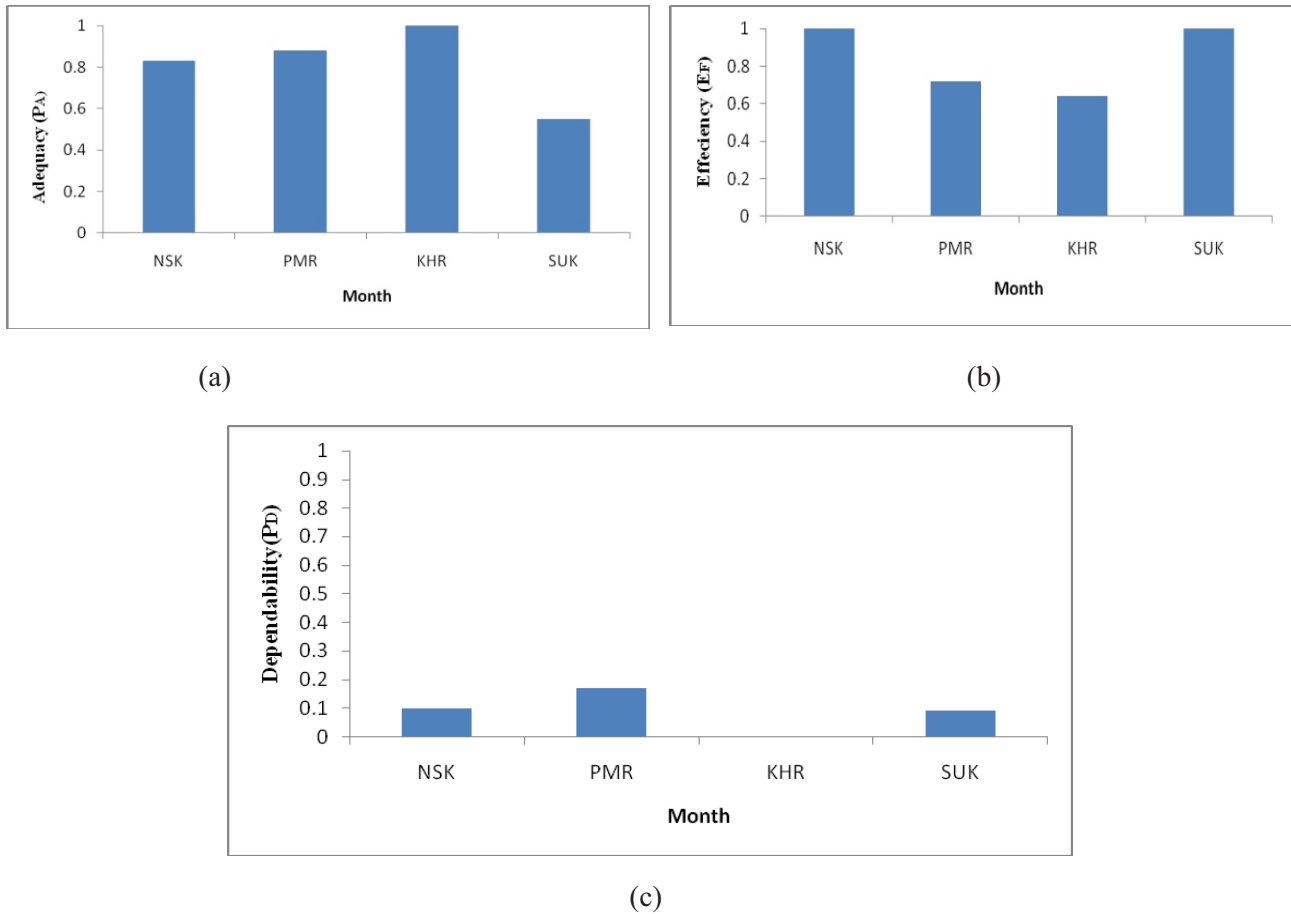 Adequacy (PA)
1
0.8
0.6
0.4
0.2
0
NSK PMR KHR SUK
Month
(a)
Effeciency (EF)
1
0.8
0.6
0.4
0.2
0
NSK PMR KHR SUK
Month
(b)
Dependability(PD)
1
0.9
0.8
0.7
0.6
0.5
0.4
0.3
0.2
0.1
0
NSK PMR KHR SUK
Month
(c)